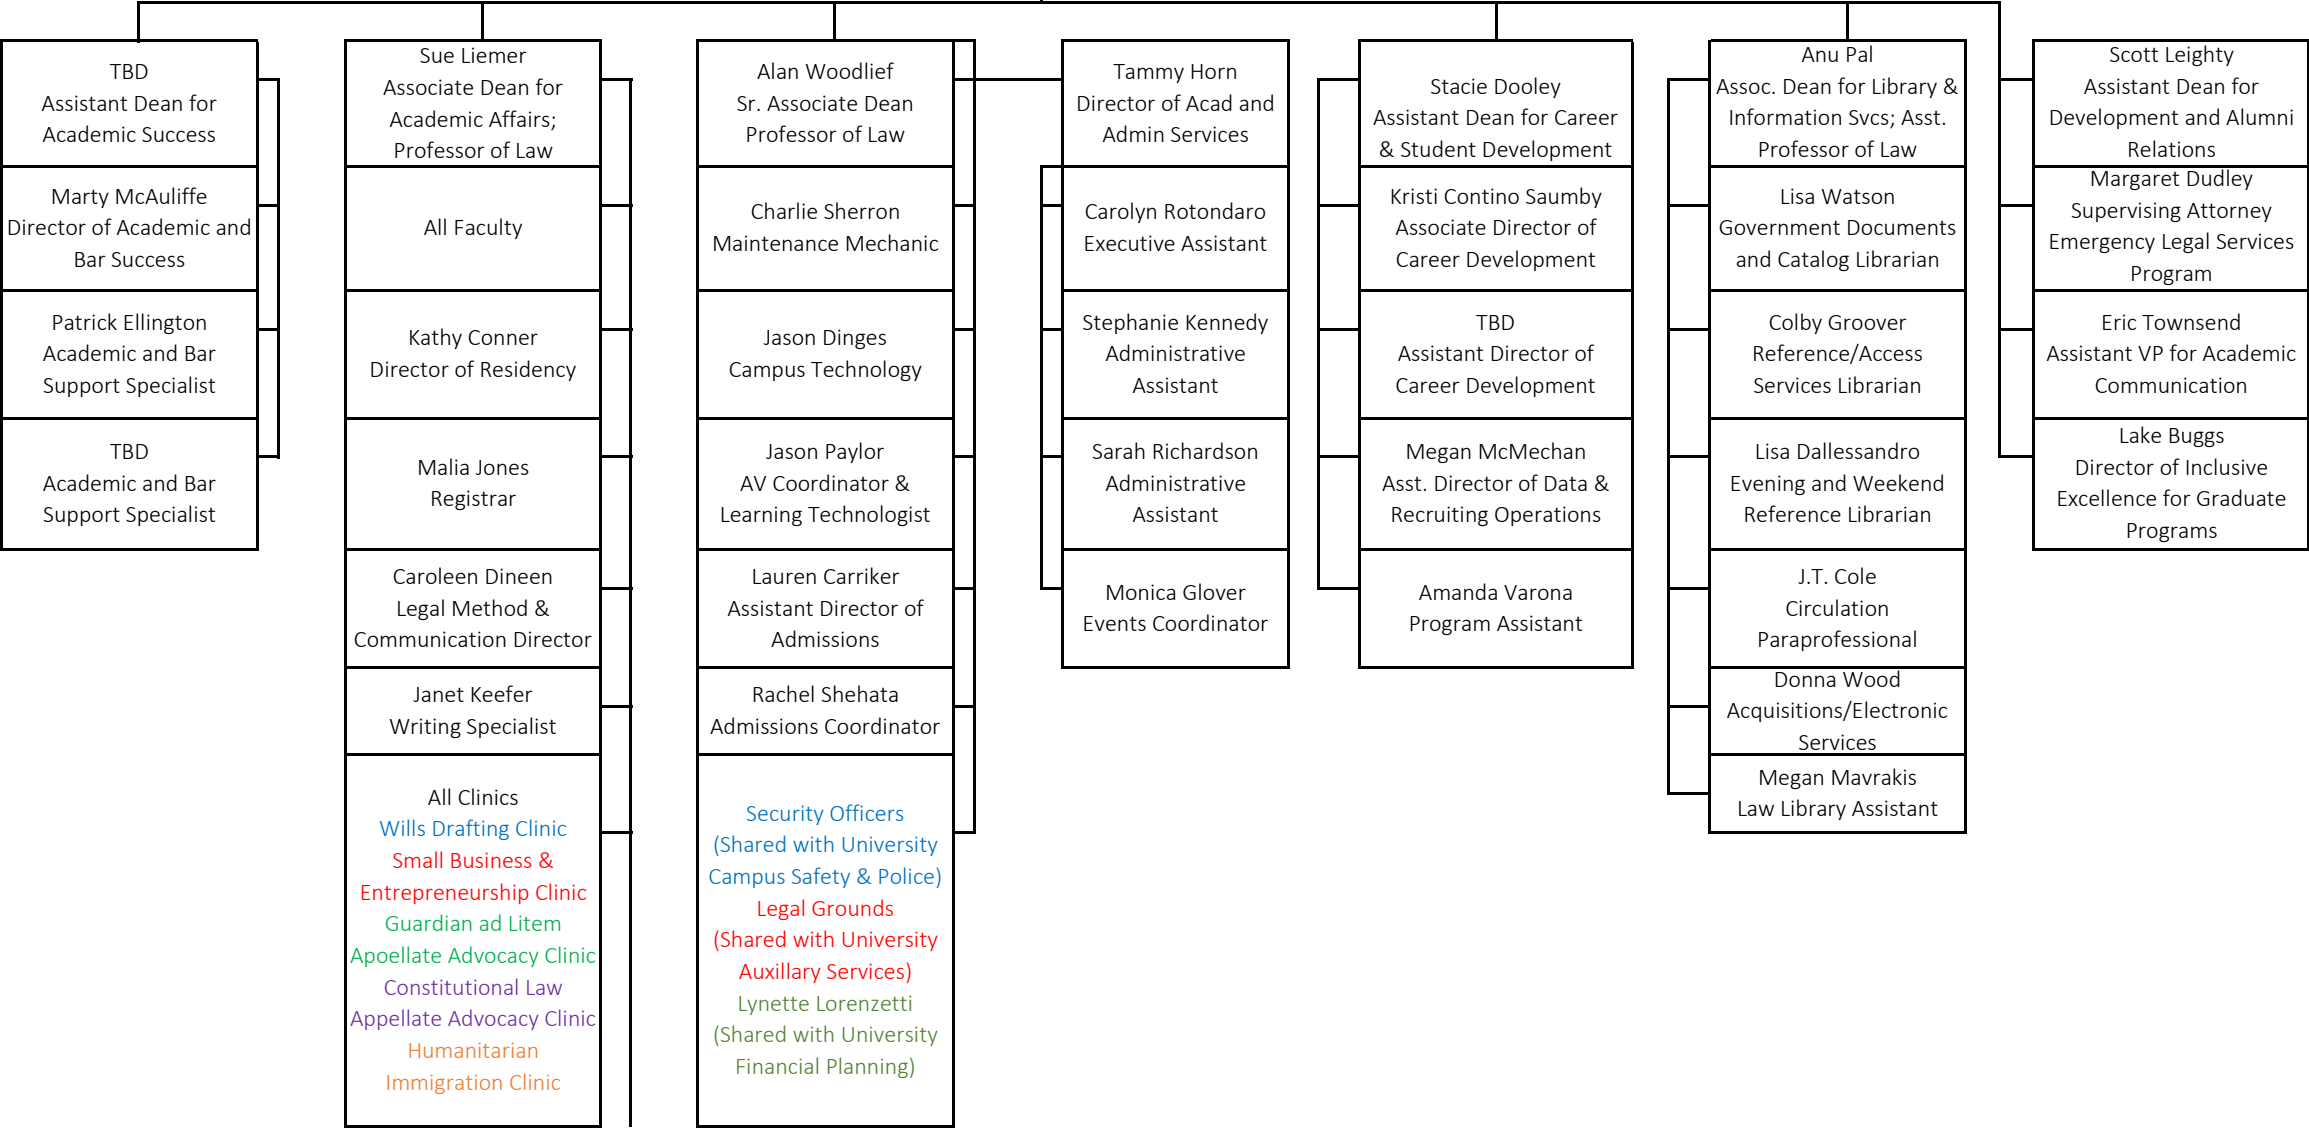 TBD
Assistant Dean for
Academic Success
Marty McAuliffe
Director of Academic and
Bar Success
Patrick Ellington
Academic and Bar
Support Specialist
TBD
Academic and Bar
Support Specialist
Sue Liemer
Associate Dean for
Academic Affairs;
Professor of Law
All Faculty
Kathy Conner
Director of Residency
Malia Jones
Registrar
Caroleen Dineen
Legal Method &
Communication Director
Janet Keefer
Writing Specialist
All Clinics
Wills Drafting Clinic
Small Business &
Entrepreneurship Clinic
Guardian ad Litem
Apoellate Advocacy Clinic
Constitutional Law
Appellate Advocacy Clinic
Humanitarian
Immigration Clinic
Alan Woodlief
Sr. Associate Dean
Professor of Law
Charlie Sherron
Maintenance Mechanic
Jason Dinges
Campus Technology
Jason Paylor
AV Coordinator &
Learning Technologist
Lauren Carriker
Assistant Director of
Admissions
Rachel Shehata
Admissions Coordinator
Security Officers
(Shared with University
Campus Safety & Police)
Legal Grounds
(Shared with University
Auxillary Services)
Lynette Lorenzetti
(Shared with University
Financial Planning)
Tammy Horn
Director of Acad and
Admin Services
Carolyn Rotondaro
Executive Assistant
Stephanie Kennedy
Administrative
Assistant
Sarah Richardson
Administrative
Assistant
Monica Glover
Events Coordinator
Stacie Dooley
Assistant Dean for Career
& Student Development
Kristi Contino Saumby
Associate Director of
Career Development
TBD
Assistant Director of
Career Development
Megan McMechan
Asst. Director of Data &
Recruiting Operations
Amanda Varona
Program Assistant
Anu Pal
Assoc. Dean for Library &
Information Svcs; Asst.
Professor of Law
Lisa Watson
Government Documents
and Catalog Librarian
Colby Groover
Reference/Access
Services Librarian
Lisa Dallessandro
Evening and Weekend
Reference Librarian
J.T. Cole
Circulation
Paraprofessional
Donna Wood
Acquisitions/Electronic
Services
Megan Mavrakis
Law Library Assistant
Scott Leighty
Assistant Dean for
Development and Alumni
Relations
Margaret Dudley
Supervising Attorney
Emergency Legal Services
Program
Eric Townsend
Assistant VP for Academic
Communication
Lake Buggs
Director of Inclusive
Excellence for Graduate
Programs